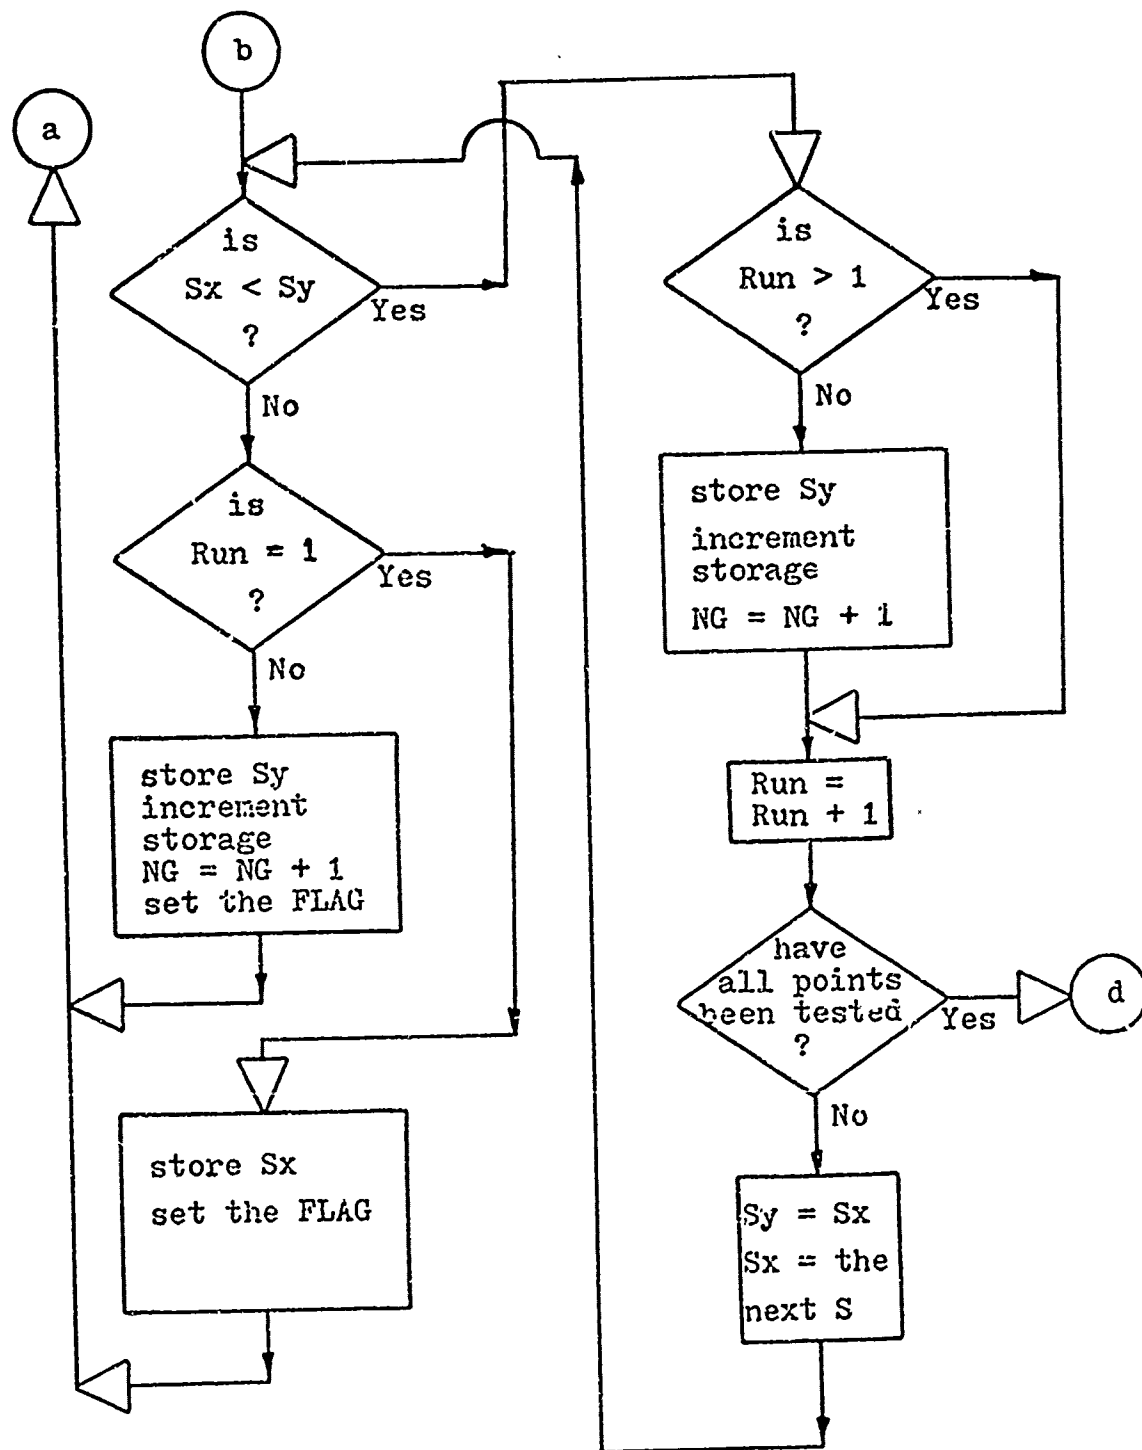 b
a
is
Sx < Sy
?
Yes
No
is
Run = 1
?
Yes
No
store Sy
increment
storage
NG = NG + 1
set the FLAG
store Sx
set the FLAG
is
Run > 1
?
Yes
No
store Sy
increment
storage
NG = NG + 1
Run =
Run + 1
have
all points
been tested
?
Yes
d
No
Sy = Sx
Sx = the
next S